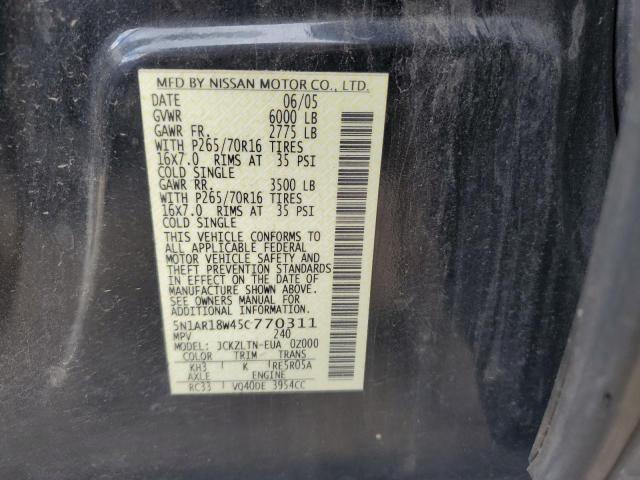 MFD BY NISSAN MOTOR CO., LTD.
DATE 06/05
GVWR 6000 LB
GAWR FR. 2775 LB
WITH P265/70R16 TIRES
16X7.0 RIMS AT 35 PSI
COLD SINGLE
GAWR RR. 3500 LB
WITH P265/70R16 TIRES
16X7.0 RIMS AT 35 PSI
COLD SINGLE
THIS VEHICLE CONFORMS TO
ALL APPLICABLE FEDERAL
MOTOR VEHICLE SAFETY AND
THEFT PREVENTION STANDARDS
IN EFFECT ON THE DATE OF
MANUFACTURE SHOWN ABOVE.
SEE OWNERS MANUAL FOR
ADDITIONAL INFORMATION.
5N1AR18W45C770311
MPV 240
MODEL: JCKZLTN-EUA 0Z000
COLOR TRIM TRANS
KH3 K RE5R05A
AXLE ENGINE
RC33 VQ40DE 3954CC